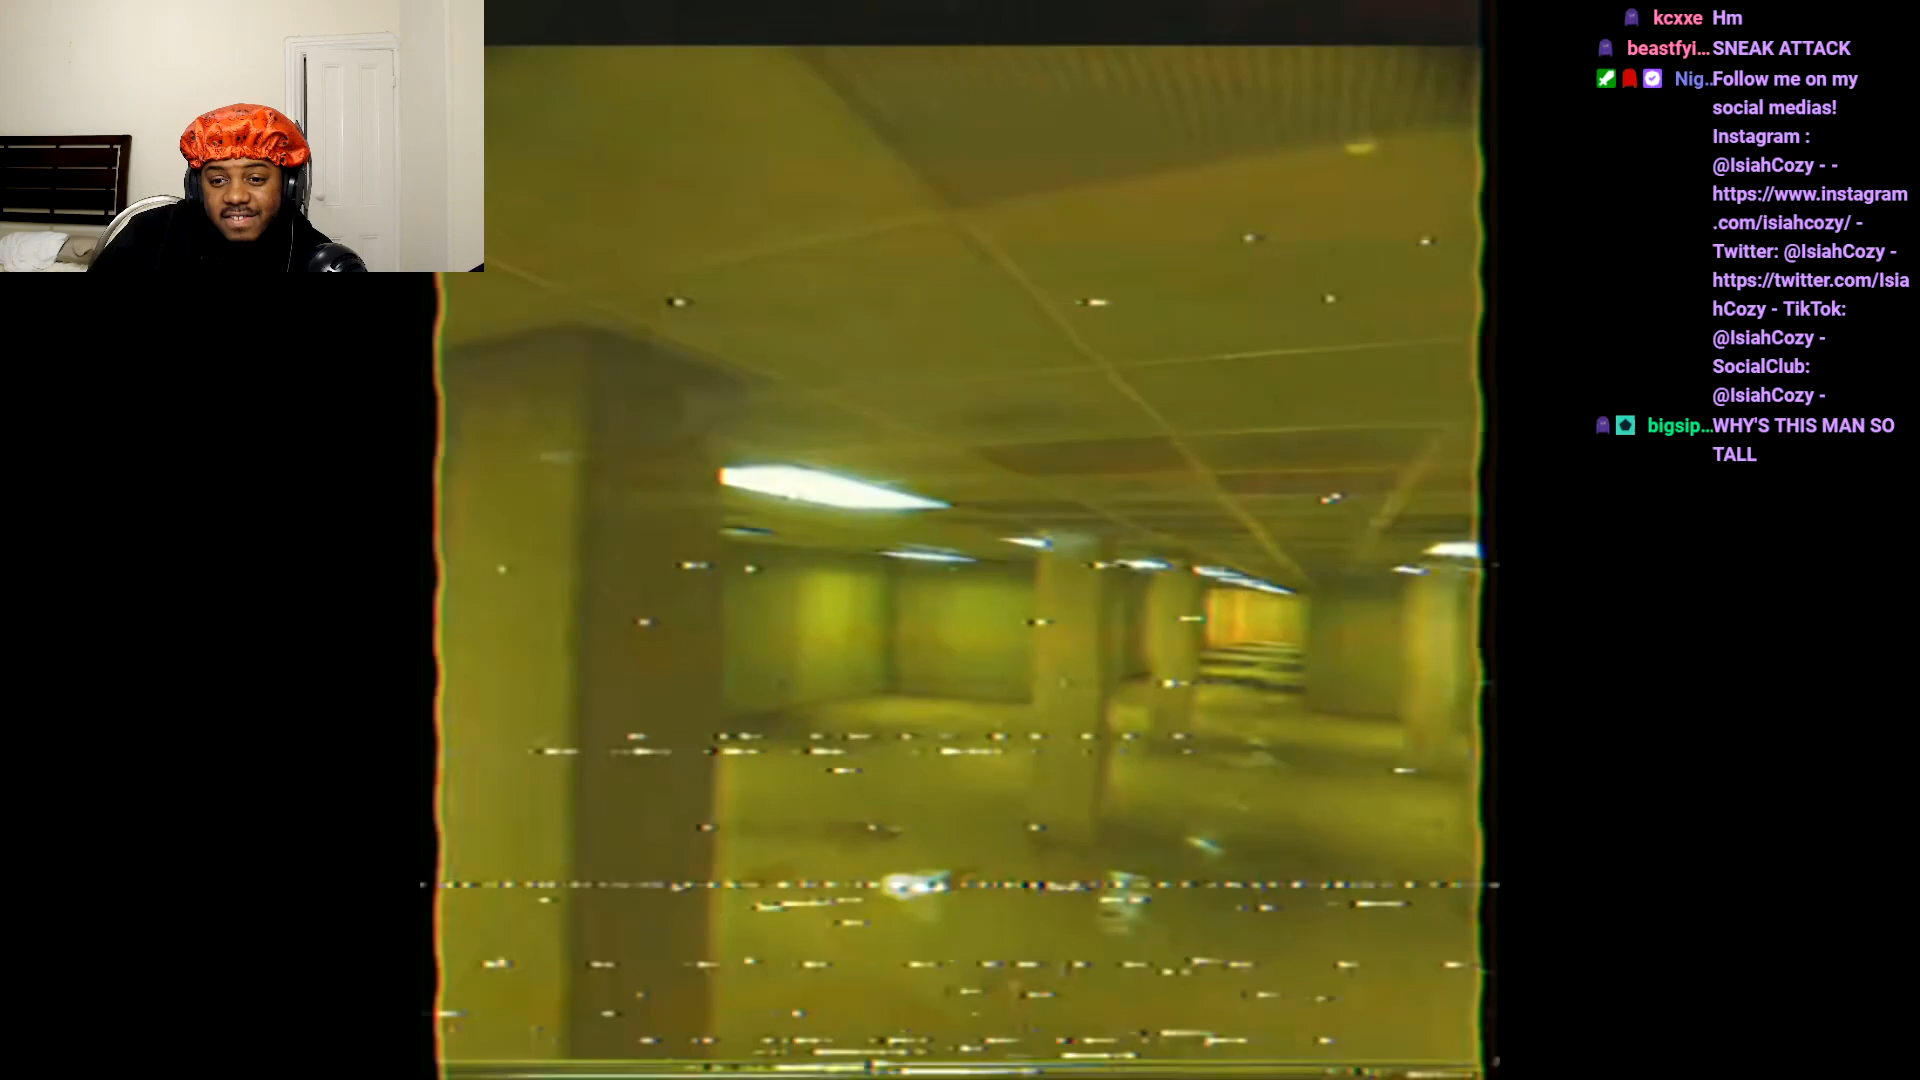 kcxxe Hm
beastfyi... SNEAK ATTACK
Nig.. Follow me on my
social medias!
Instagram :
@IsiahCozy - -
https://www.instagram
.com/isiahcozy/ -
Twitter: @IsiahCozy -
https://twitter.com/Isia
hCozy - TikTok:
@IsiahCozy -
SocialClub:
@IsiahCozy -
bigsip... WHY'S THIS MAN SO
TALL